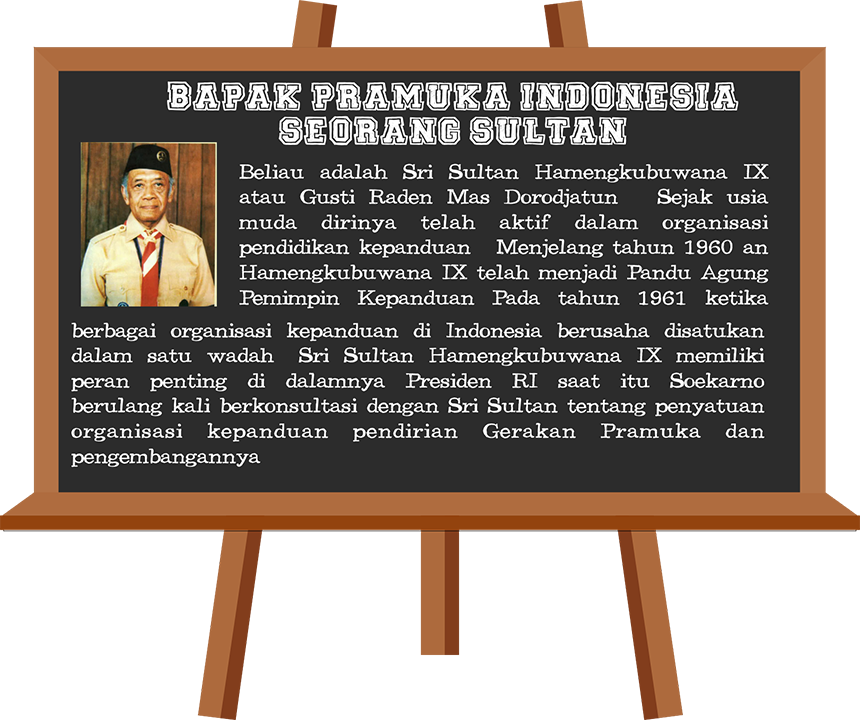 BAPAK PRAMUKA INDONESIA
SEORANG SULTAN
Beliau adalah Sri Sultan Hamengkubuwana IX
atau Gusti Raden Mas Dorodjatun Sejak usia
muda dirinya telah aktif dalam organisasi
pendidikan kepanduan Menjelang tahun 1960 an
Hamengkubuwana IX telah menjadi Pandu Agung
Pemimpin Kepanduan Pada tahun 1961 ketika
berbagai organisasi kepanduan di Indonesia berusaha disatukan
dalam satu wadah Sri Sultan Hamengkubuwana IX memiliki
peran penting di dalamnya Presiden RI saat itu Soekarno
berulang kali berkonsultasi dengan Sri Sultan tentang penyatuan
organisasi kepanduan pendirian Gerakan Pramuka dan
pengembangannya